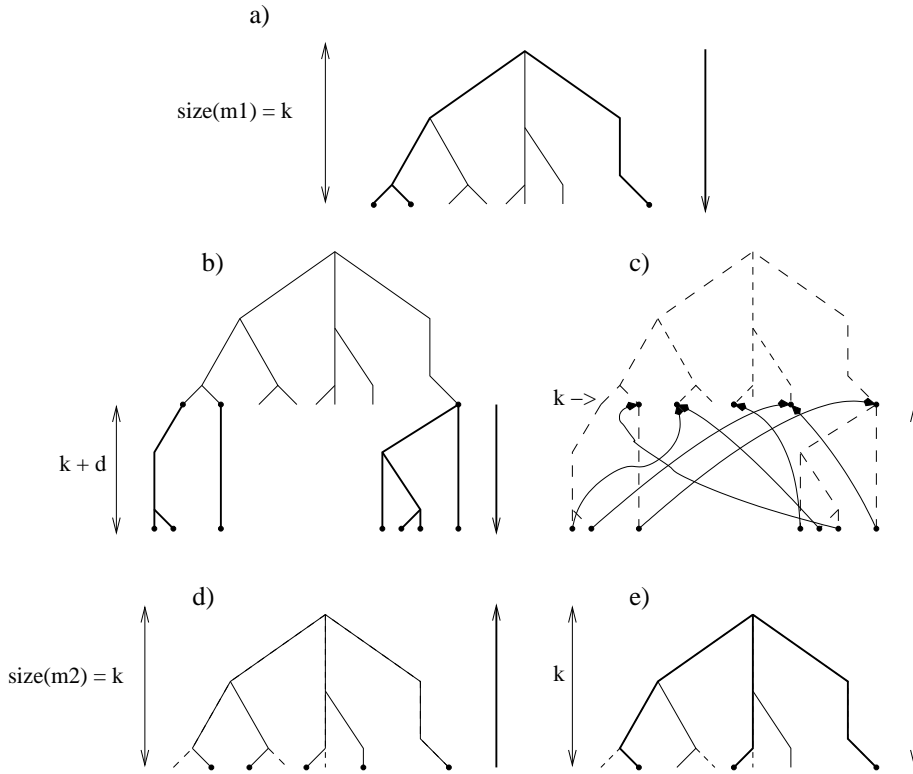 a)
size(m1) = k
b)
c)
k −>
k + d
d)
e)
size(m2) = k
k